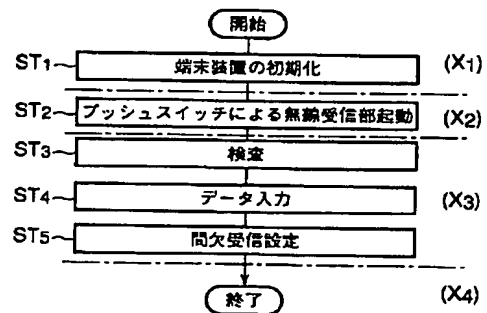 開始
ST1 端末装置の初期化 (X1)
ST2 プッシュスイッチによる無線受信部起動 (X2)
ST3 検査
ST4 データ入力 (X3)
ST5 間欠受信設定
終了 (X4)